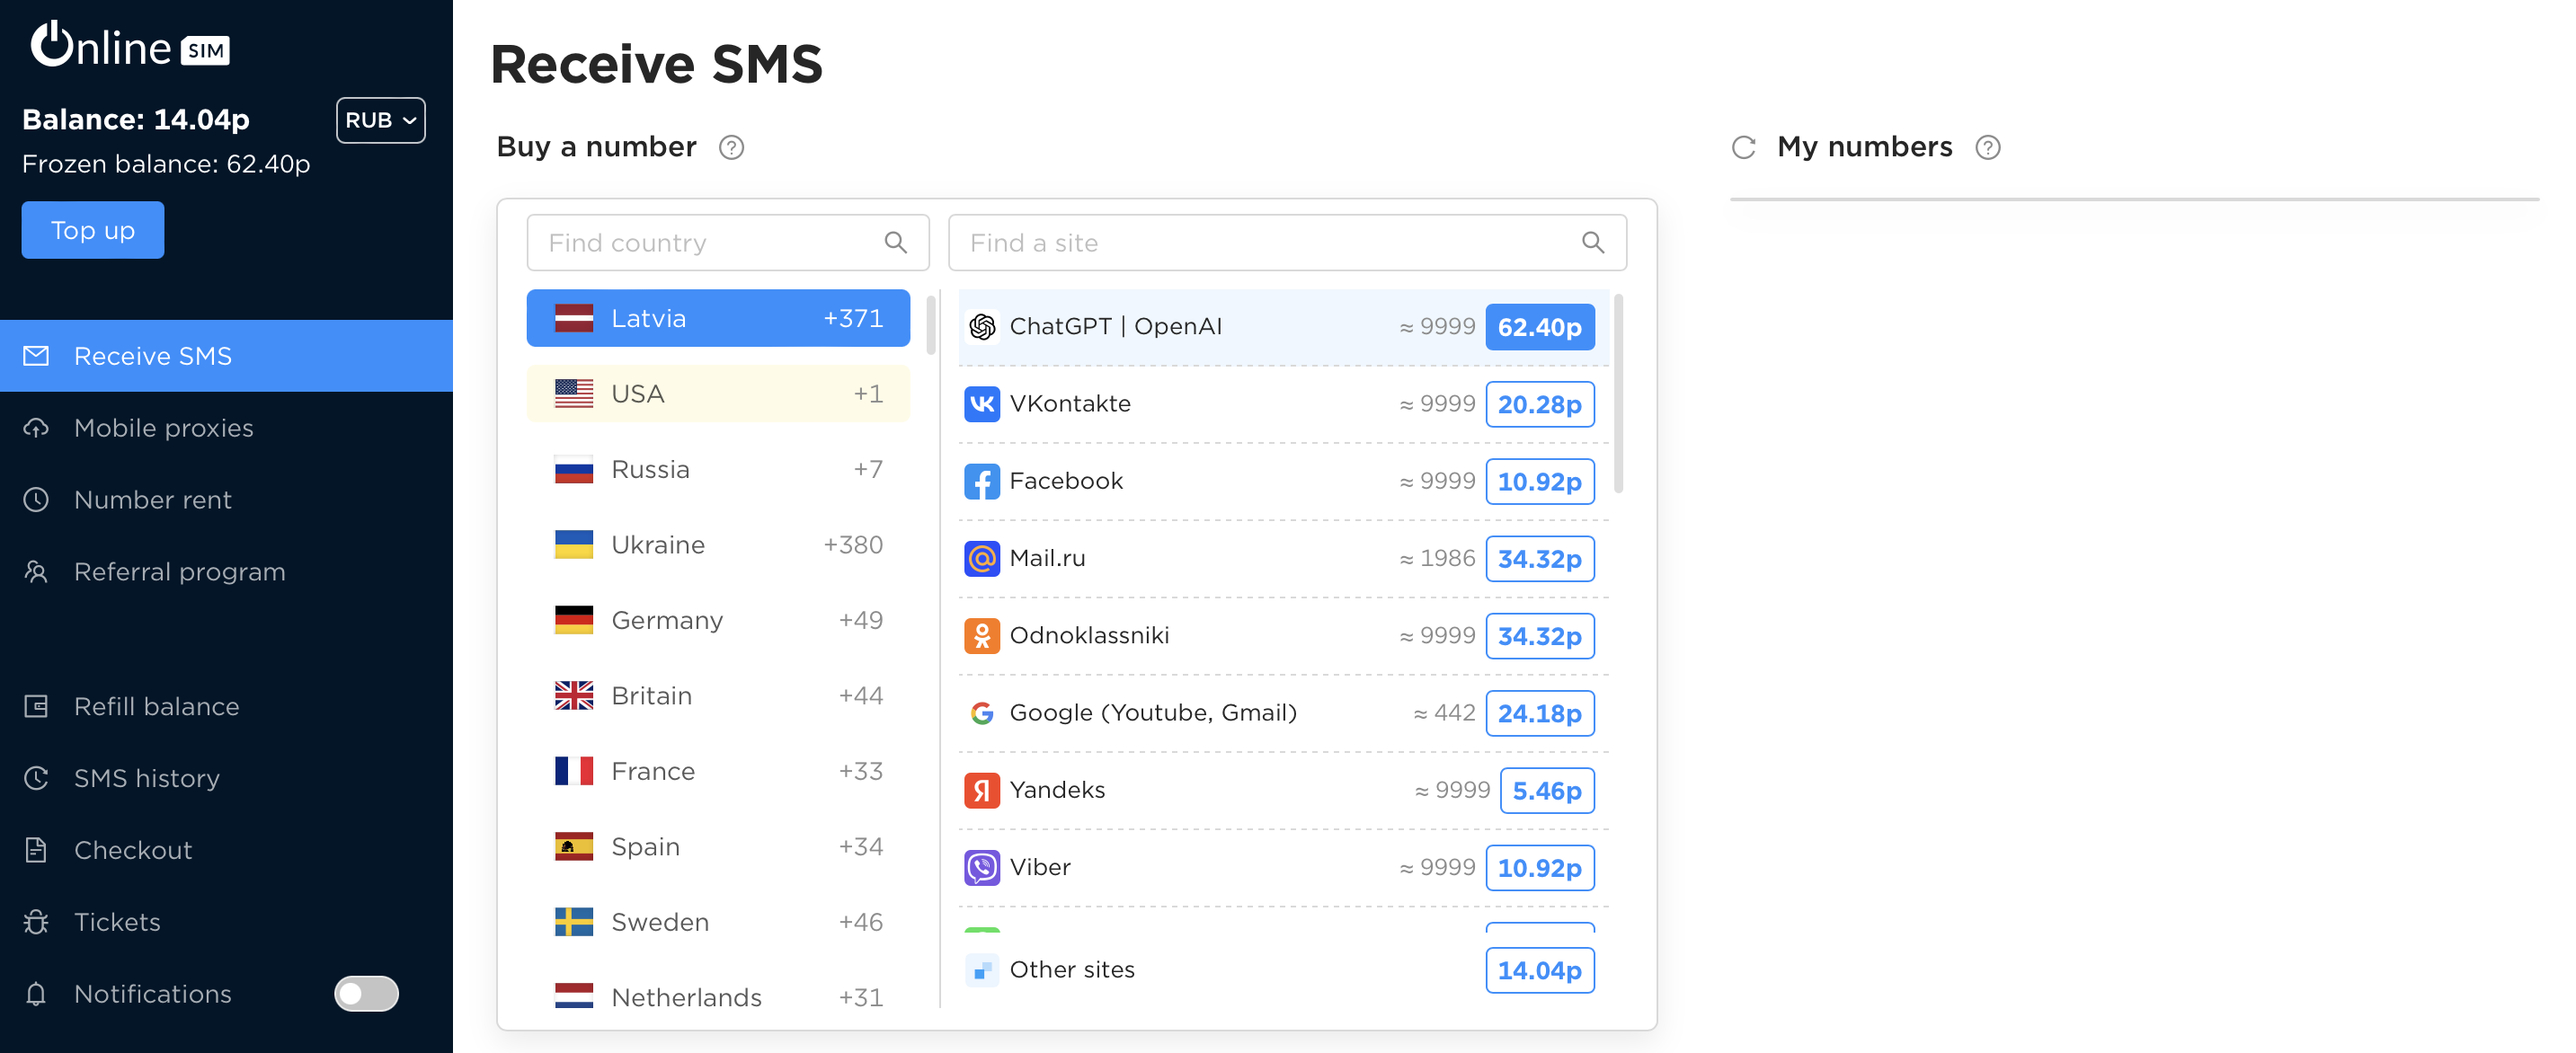 Online SIM
Balance: 14.04p
RUB
Frozen balance: 62.40p
Top up
Receive SMS
Mobile proxies
Number rent
Referral program
Refill balance
SMS history
Checkout
Tickets
Notifications
Receive SMS
Buy a number ?
Find country
Find a site
Latvia +371
USA +1
Russia +7
Ukraine +380
Germany +49
Britain +44
France +33
Spain +34
Sweden +46
Netherlands +31
ChatGPT | OpenAI ≈ 9999 62.40p
VKontakte ≈ 9999 20.28p
Facebook ≈ 9999 10.92p
Mail.ru ≈ 1986 34.32p
Odnoklassniki ≈ 9999 34.32p
Google (Youtube, Gmail) ≈ 442 24.18p
Yandeks ≈ 9999 5.46p
Viber ≈ 9999 10.92p
Other sites 14.04p
My numbers ?